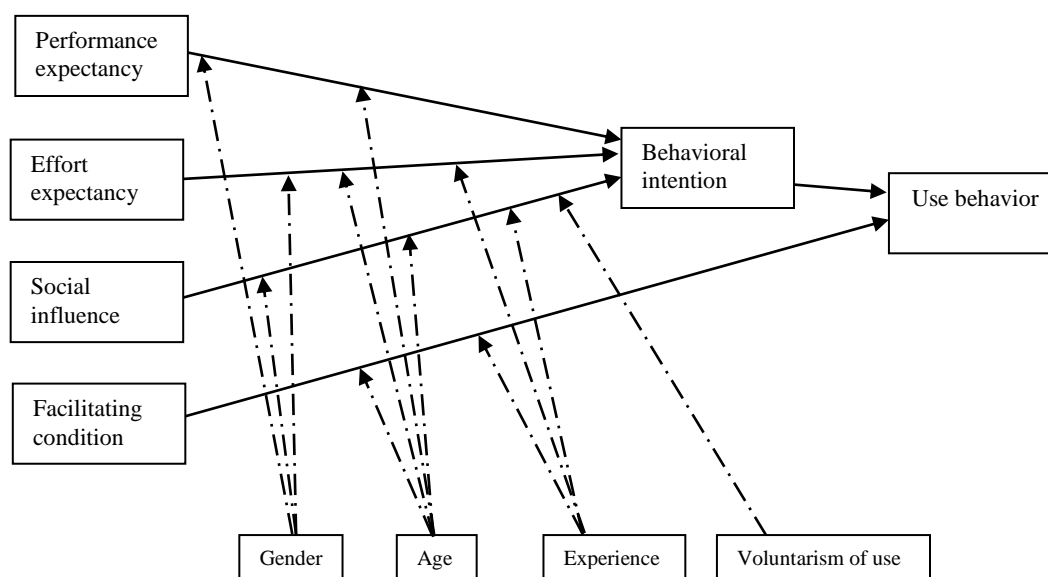 Performance
expectancy
Effort
expectancy
Social
influence
Facilitating
condition
Behavioral
intention
Use behavior
Gender
Age
Experience
Voluntarism of use